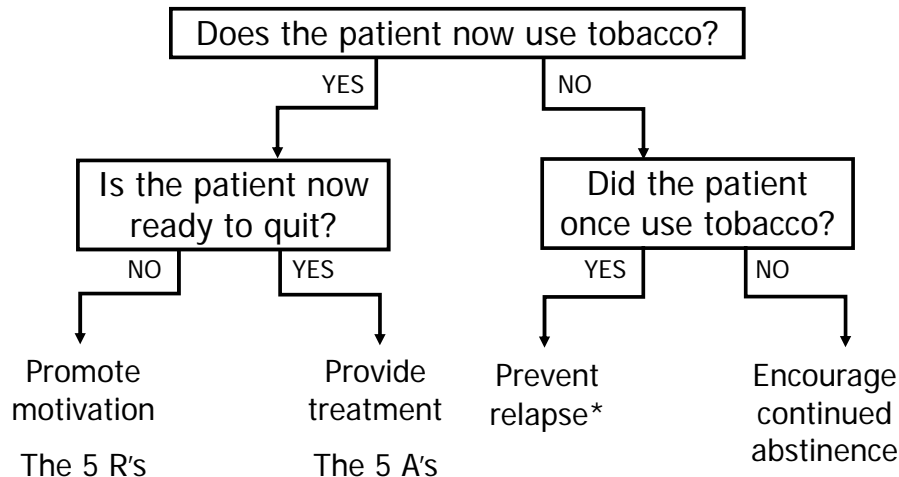 Does the patient now use tobacco?
YES
NO
Is the patient now
ready to quit?
Did the patient
once use tobacco?
NO
YES
YES
NO
Promote
motivation
The 5 R's
Provide
treatment
The 5 A's
Prevent
relapse*
Encourage
continued
abstinence